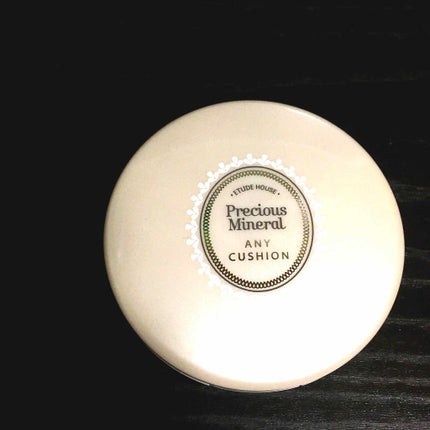 • ETUDE HOUSE •
Precious
Mineral
ANY
CUSHION